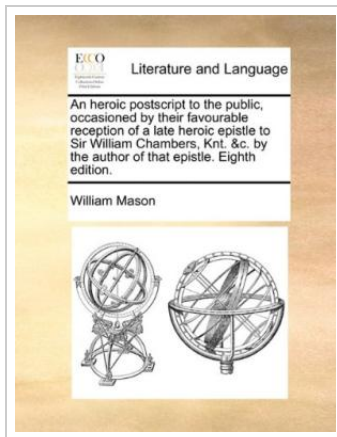 ECCO
Literature and Language
An heroic postscript to the public,
occasioned by their favourable
reception of a late heroic epistle to
Sir William Chambers, Knt. &c. by
the author of that epistle. Eighth
edition.
William Mason